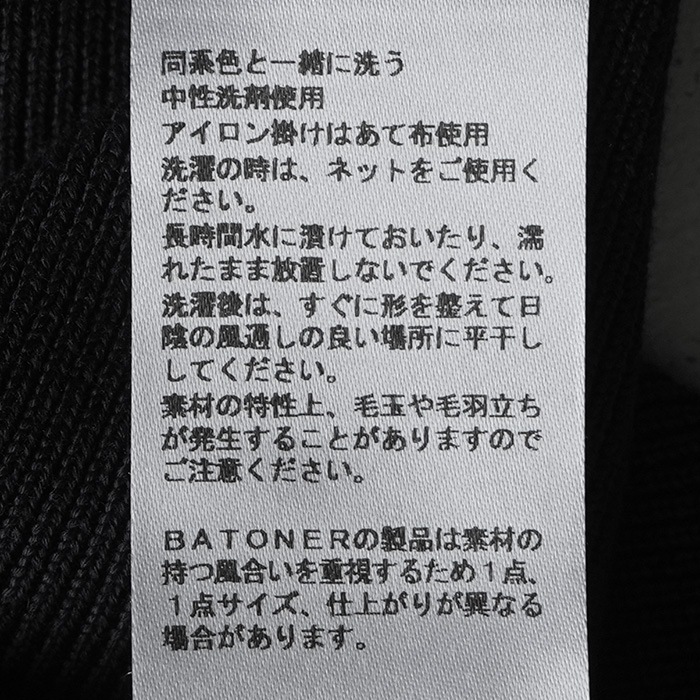 同系色と一緒に洗う
中性洗剤使用
アイロン掛けはあて布使用
洗濯の時は、ネットをご使用く
ださい。
長時間水に漬けておいたり、濡
れたまま放置しないでください。
洗濯後は、すぐに形を整えて日
陰の風通しの良い場所に平干し
してください。
素材の特性上、毛玉や毛羽立ち
が発生することがありますので
ご注意ください。
ＢＡＴＯＮＥＲの製品は素材の
持つ風合いを重視するため１点、
１点サイズ、仕上がりが異なる
場合があります。